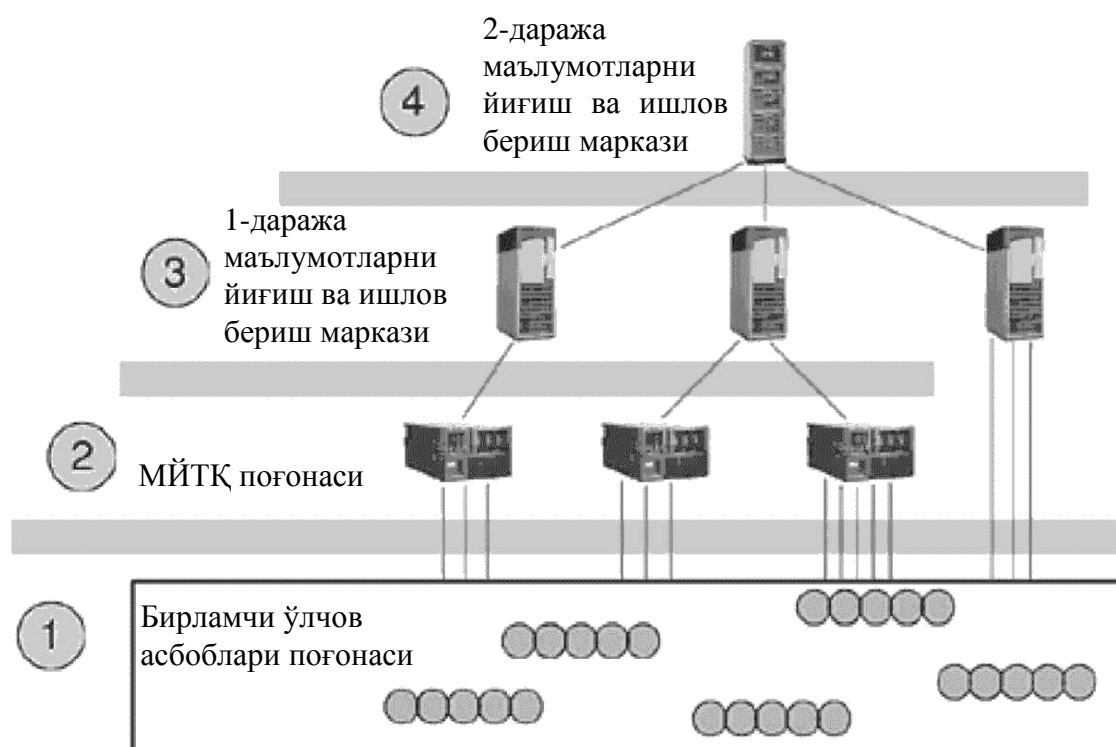 2-даража
маълумотларни
йиғиш ва ишлов
бериш маркази
4
1-даража
маълумотларни
йиғиш ва ишлов
бериш маркази
3
2
МЙТҚ поғонаси
1
Бирламчи ўлчов
асбоблари поғонаси